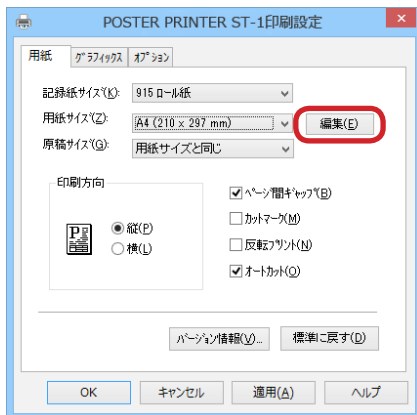 POSTER PRINTER ST-1印刷設定
用紙 グラフィックス オプション
記録紙サイズ(K): 915 ロール紙
用紙サイズ(Z): A4 (210 x 297 mm) 編集(E)
原稿サイズ(G): 用紙サイズと同じ
印刷方向
縦(P)
横(L)
ページ間ギャップ(B)
カットマーク(M)
反転プリント(N)
オートカット(O)
バージョン情報(V)... 標準に戻す(D)
OK キャンセル 適用(A) ヘルプ